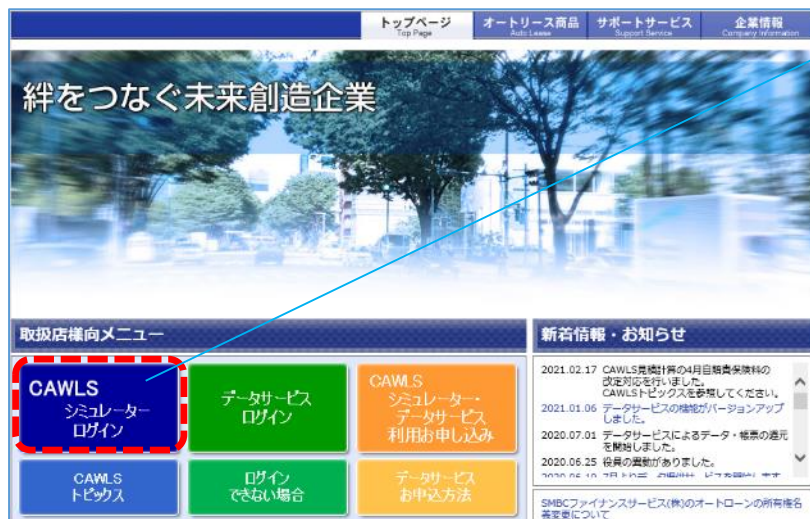 トップページ
Top Page
オートリース商品
Auto Lease
サポートサービス
Support Service
企業情報
Company Information
絆をつなぐ未来創造企業
取扱店様向メニュー
CAWLS
シミュレーター
ログイン
データサービス
ログイン
CAWLS
シミュレーター・
データサービス
利用お申し込み
CAWLS
トピックス
ログイン
できない場合
データサービス
お申込方法
新着情報・お知らせ
2021.02.17 CAWLS見積計算の4月自賠責保険料の
改定対応を行いました。
CAWLSトピックスを参照してください。
2021.01.06 データサービスの機能がバージョンアップ
しました。
2020.07.01 データサービスによるデータ・帳票の還元
を開始しました。
2020.06.25 役員の異動がありました。
SMBCファイナンスサービス(株)のオートローンの所有権名
義変更について